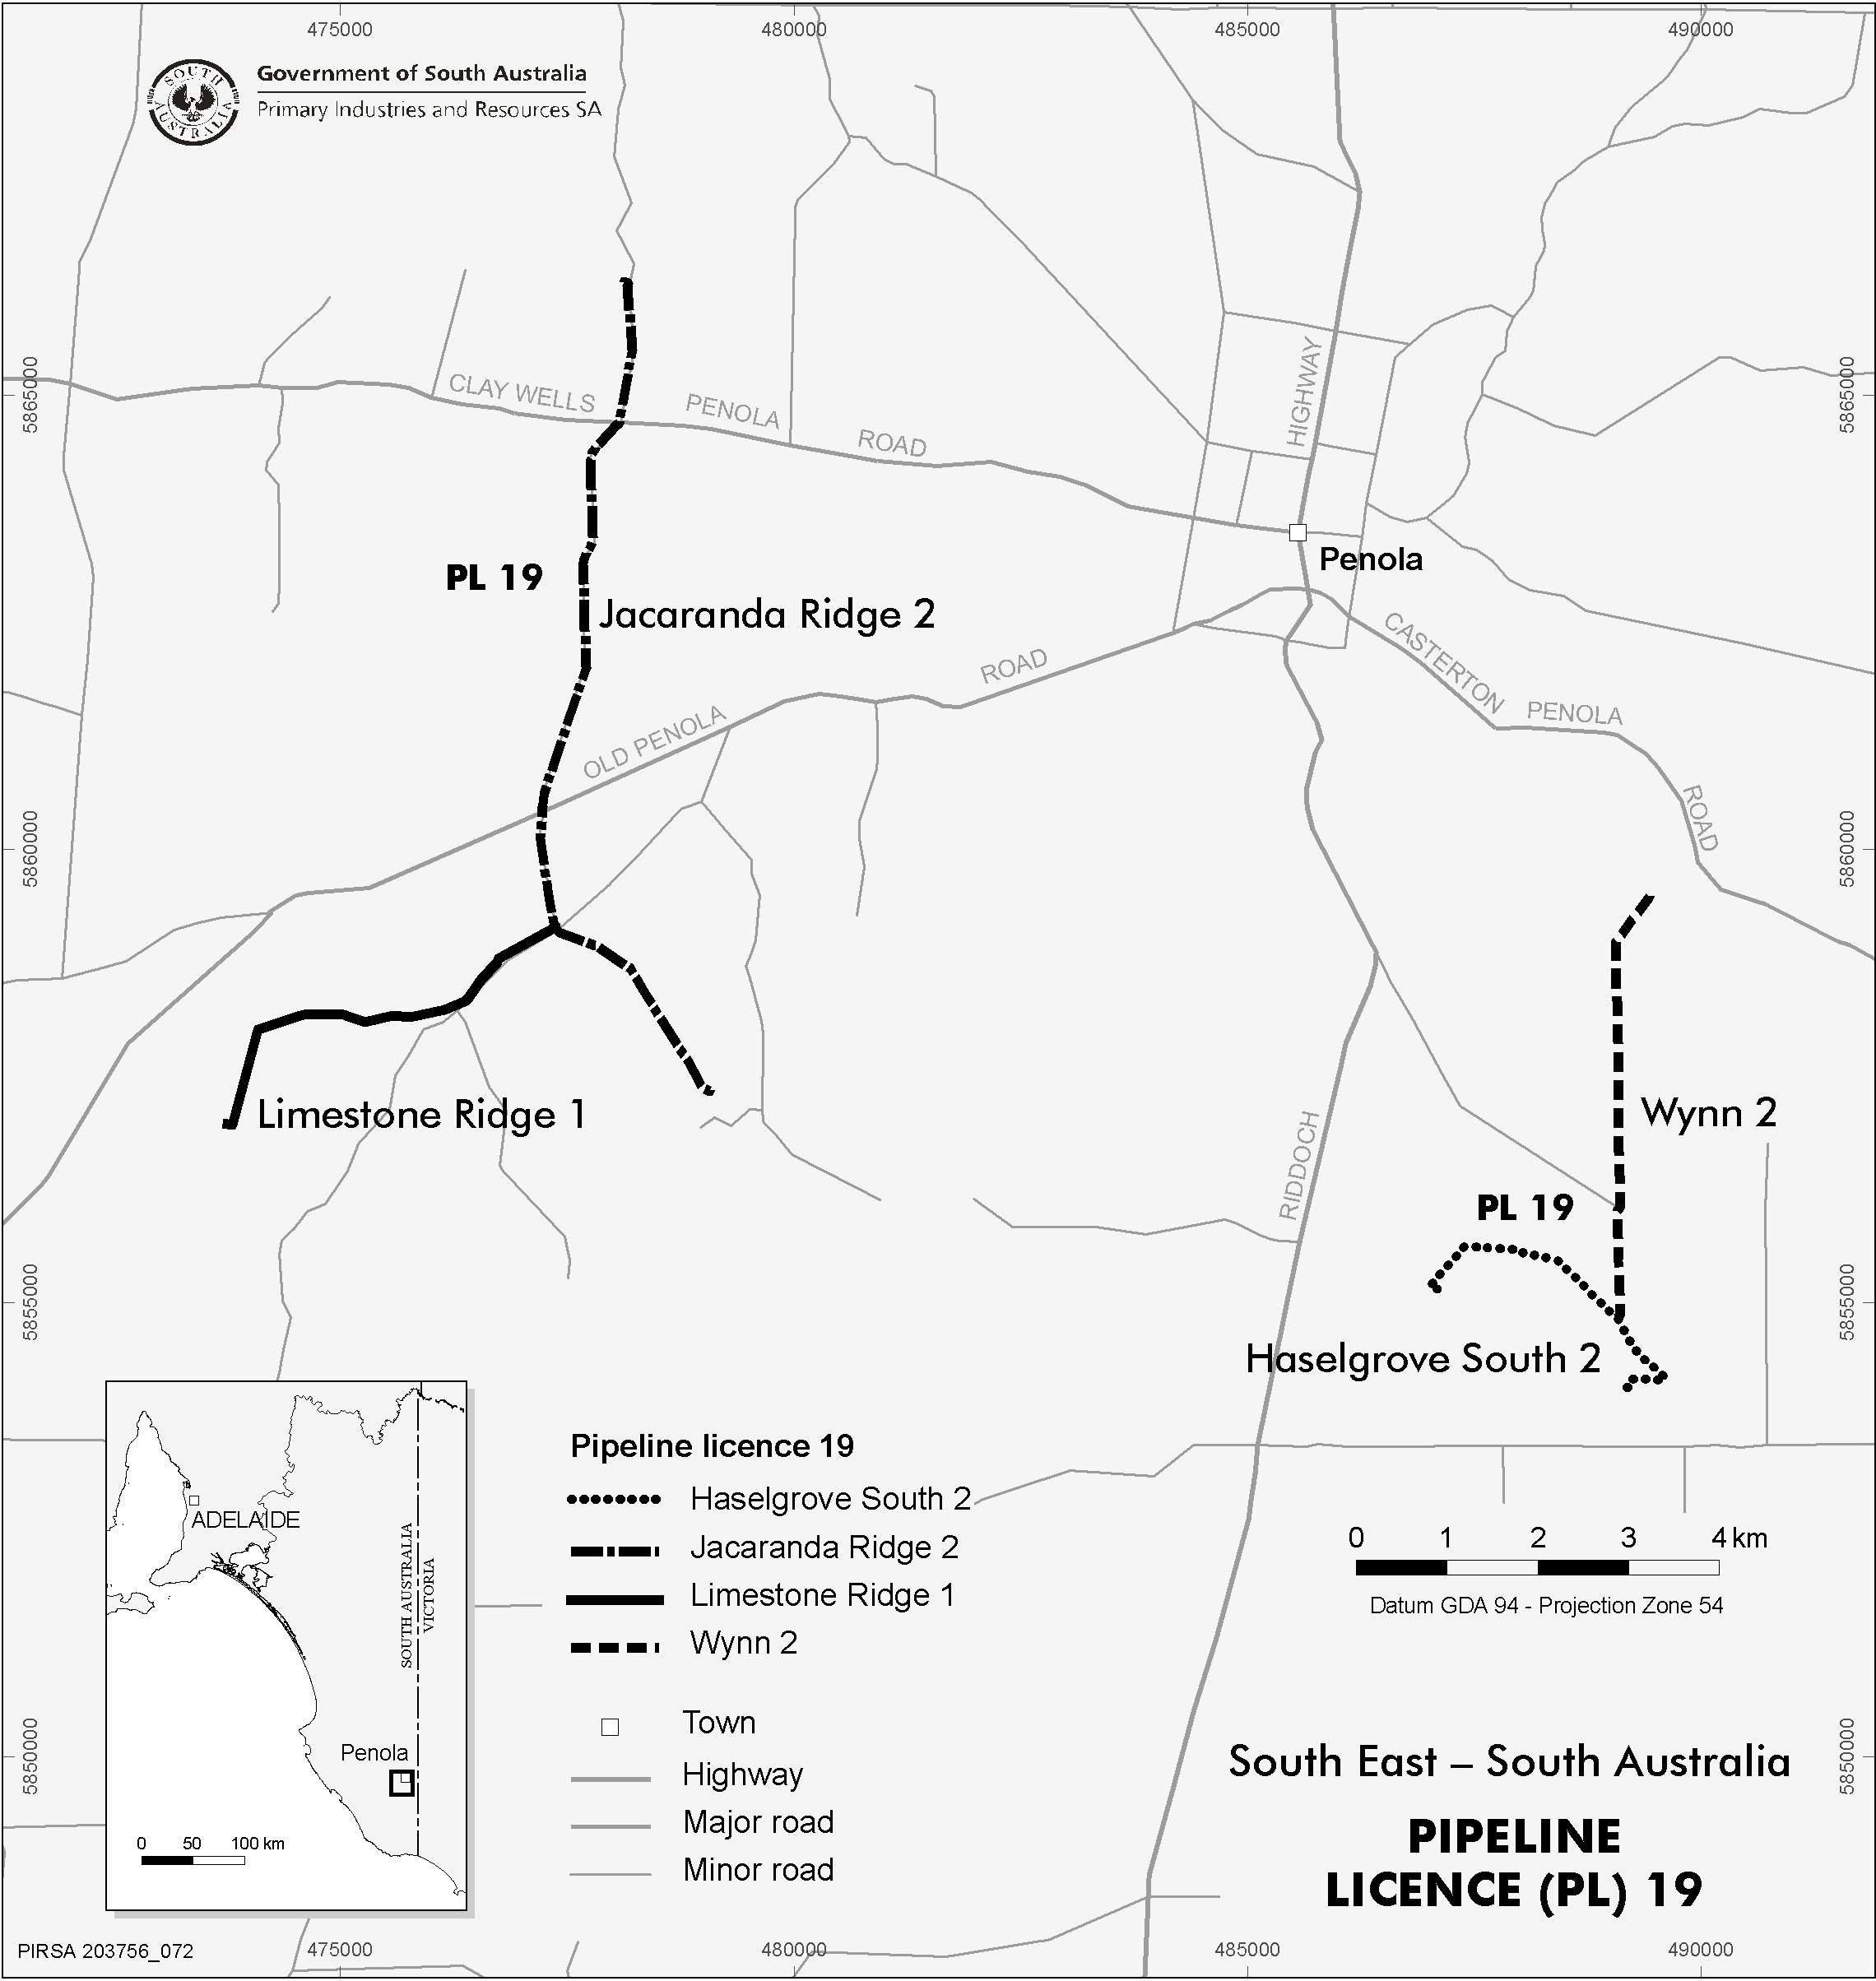 475000
480000
485000
490000
SOUTH
AUSTRALIA
Government of South Australia
Primary Industries and Resources SA
5865000
5865000
CLAY WELLS
PENOLA
ROAD
HIGHWAY
Penola
PL 19
Jacaranda Ridge 2
OLD PENOLA
ROAD
CASTERTON
PENOLA
ROAD
5860000
5860000
Limestone Ridge 1
Wynn 2
RIDDOCH
PL 19
5855000
5855000
Haselgrove South 2
ADELAIDE
SOUTH AUSTRALIA
VICTORIA
Penola
0 50 100 km
Pipeline licence 19
Haselgrove South 2
Jacaranda Ridge 2
Limestone Ridge 1
Wynn 2
Town
Highway
Major road
Minor road
0 1 2 3 4 km
Datum GDA 94 - Projection Zone 54
5850000
5850000
South East – South Australia
PIPELINE
LICENCE (PL) 19
PIRSA 203756_072
475000
480000
485000
490000